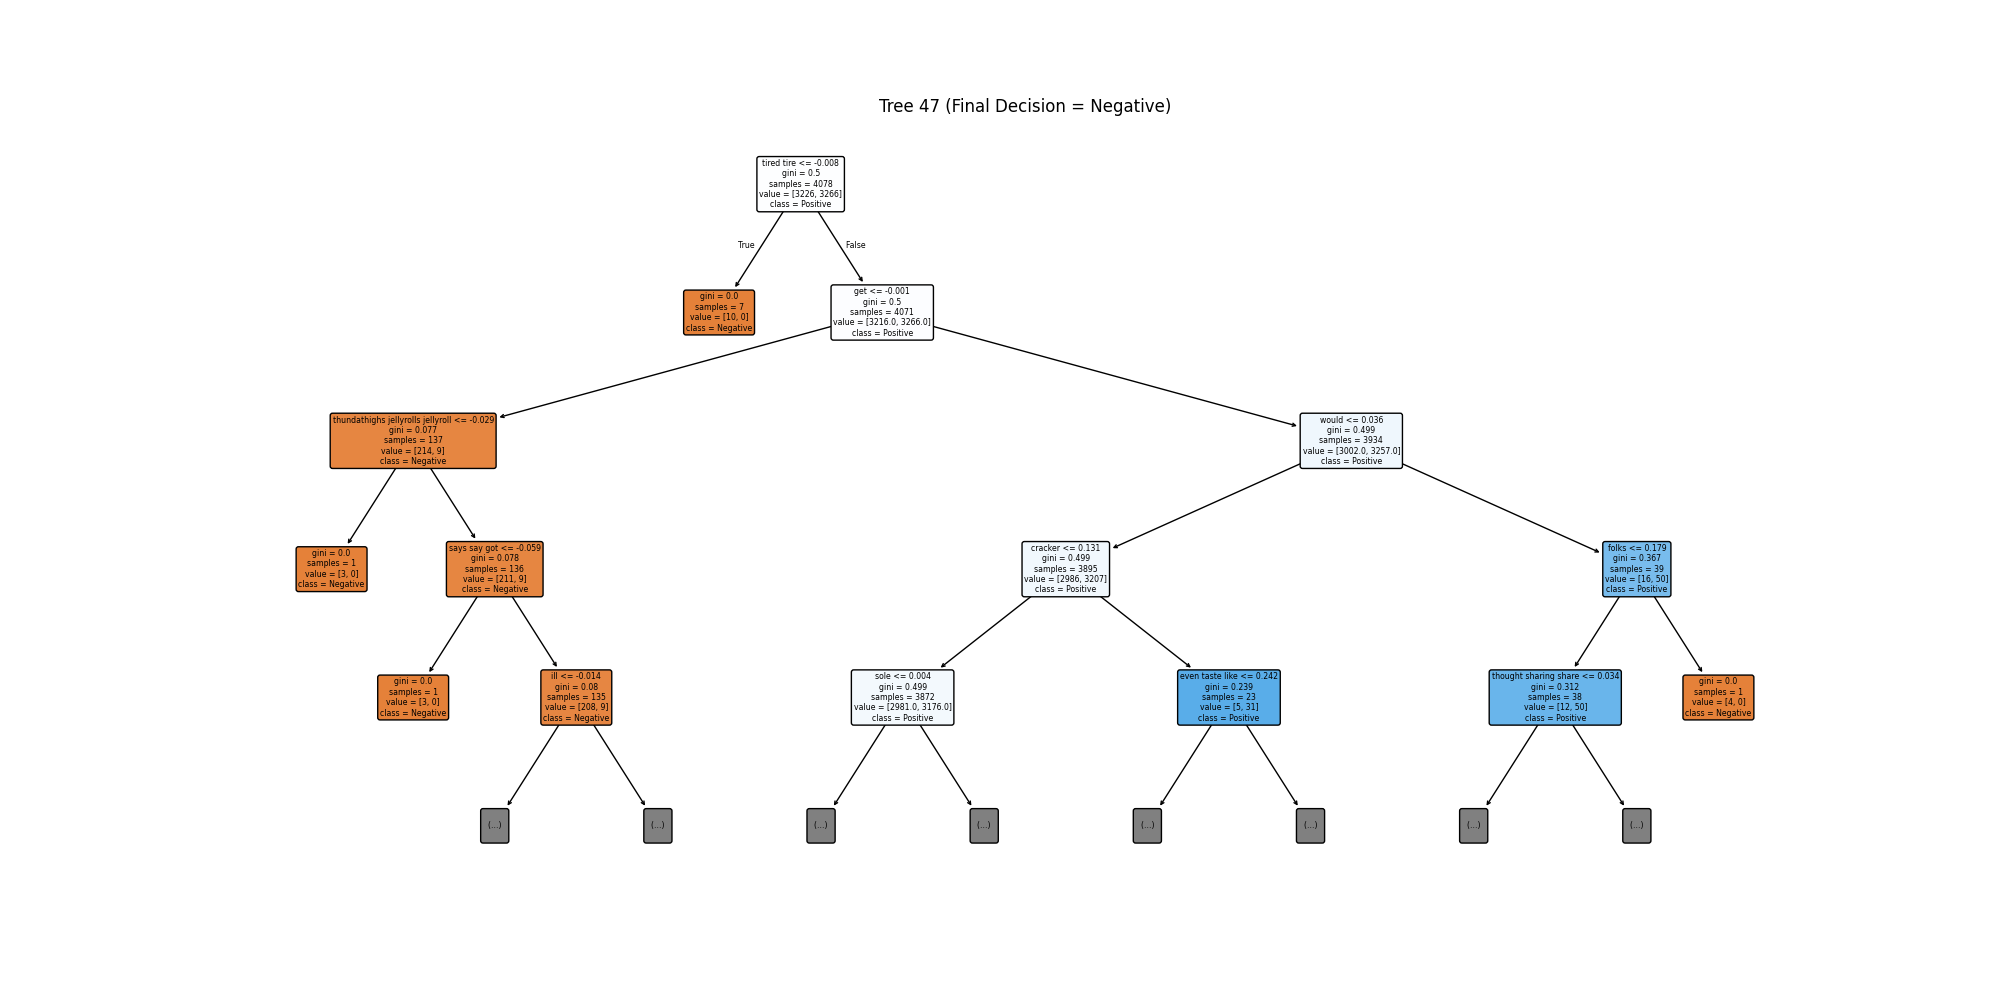 Tree 47 (Final Decision = Negative)
tired tire <= -0.008
gini = 0.5
samples = 4078
value = [3226, 3266]
class = Positive
True
False
gini = 0.0
samples = 7
value = [10, 0]
class = Negative
get <= -0.001
gini = 0.5
samples = 4071
value = [3216.0, 3266.0]
class = Positive
thundathighs jellyrolls jellyroll <= -0.029
gini = 0.077
samples = 137
value = [214, 9]
class = Negative
would <= 0.036
gini = 0.499
samples = 3934
value = [3002.0, 3257.0]
class = Positive
gini = 0.0
samples = 1
value = [3, 0]
class = Negative
says say got <= -0.059
gini = 0.078
samples = 136
value = [211, 9]
class = Negative
cracker <= 0.131
gini = 0.499
samples = 3895
value = [2986, 3207]
class = Positive
folks <= 0.179
gini = 0.367
samples = 39
value = [16, 50]
class = Positive
gini = 0.0
samples = 1
value = [3, 0]
class = Negative
ill <= -0.014
gini = 0.08
samples = 135
value = [208, 9]
class = Negative
sole <= 0.004
gini = 0.499
samples = 3872
value = [2981.0, 3176.0]
class = Positive
even taste like <= 0.242
gini = 0.239
samples = 23
value = [5, 31]
class = Positive
thought sharing share <= 0.034
gini = 0.312
samples = 38
value = [12, 50]
class = Positive
gini = 0.0
samples = 1
value = [4, 0]
class = Negative
(...)
(...)
(...)
(...)
(...)
(...)
(...)
(...)